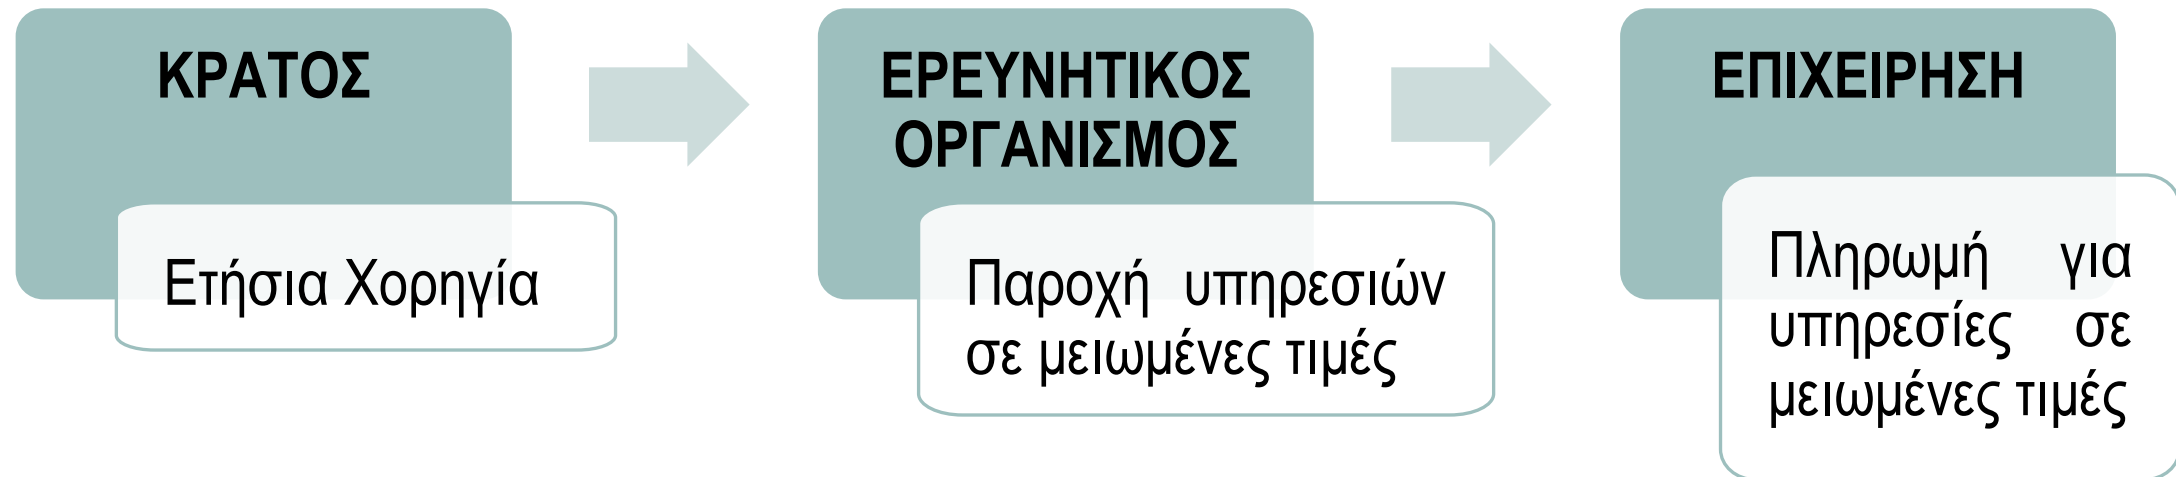 ΚΡΑΤΟΣ
Ετήσια Χορηγία
ΕΡΕΥΝΗΤΙΚΟΣ
ΟΡΓΑΝΙΣΜΟΣ
Παροχή υπηρεσιών
σε μειωμένες τιμές
ΕΠΙΧΕΙΡΗΣΗ
Πληρωμή για
υπηρεσίες σε
μειωμένες τιμές